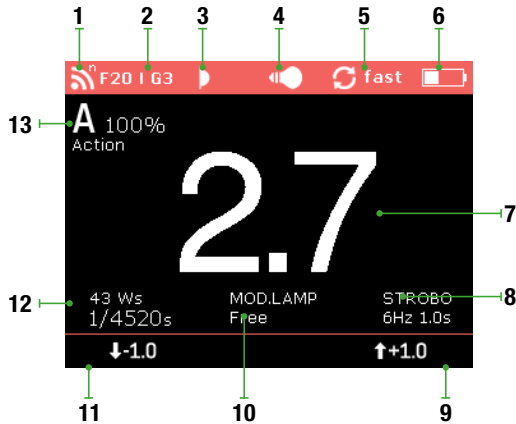 1 2 3 4 5 6
n F20 I G3 fast
13 A 100%
Action
2.7 7
12 43 Ws MOD.LAMP STROBO 8
1/4520s Free 6Hz 1.0s
⬇-1.0 ⬆+1.0
11 10 9